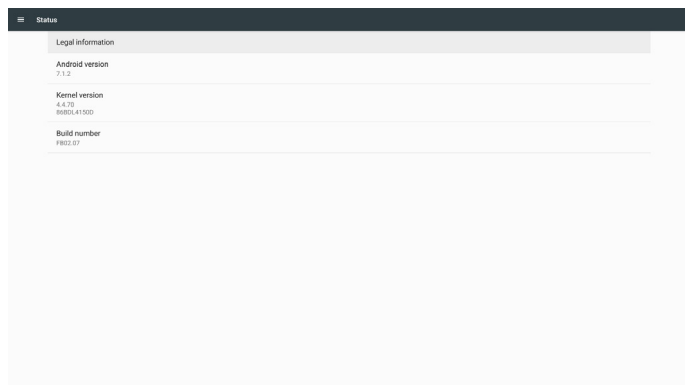 Status
Legal information
Android version
7.1.2
Kernel version
4.4.70
86BDL4150D
Build number
FB02.07